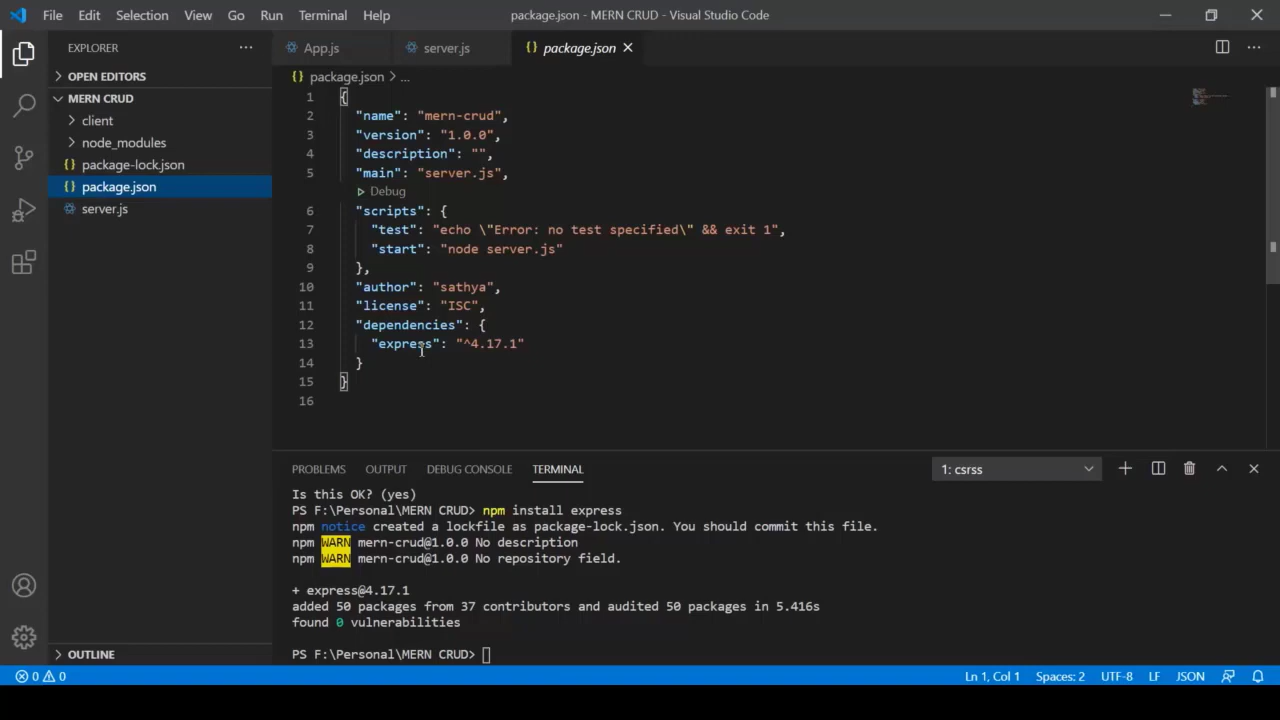 File Edit Selection View Go Run Terminal Help package.json - MERN CRUD - Visual Studio Code
EXPLORER
App.js server.js {} package.json
OPEN EDITORS
MERN CRUD
client
node_modules
{} package-lock.json
{} package.json
server.js
{} package.json > ...
1 {
2 "name": "mern-crud",
3 "version": "1.0.0",
4 "description": "",
5 "main": "server.js",
Debug
6 "scripts": {
7 "test": "echo \"Error: no test specified\" && exit 1",
8 "start": "node server.js"
9 },
10 "author": "sathya",
11 "license": "ISC",
12 "dependencies": {
13 "express": "^4.17.1"
14 }
15 }
16
PROBLEMS OUTPUT DEBUG CONSOLE TERMINAL 1: csrss
Is this OK? (yes)
PS F:\Personal\MERN CRUD> npm install express
npm notice created a lockfile as package-lock.json. You should commit this file.
npm WARN mern-crud@1.0.0 No description
npm WARN mern-crud@1.0.0 No repository field.
+ express@4.17.1
added 50 packages from 37 contributors and audited 50 packages in 5.416s
found 0 vulnerabilities
PS F:\Personal\MERN CRUD>
OUTLINE
0 0 Ln 1, Col 1 Spaces: 2 UTF-8 LF JSON